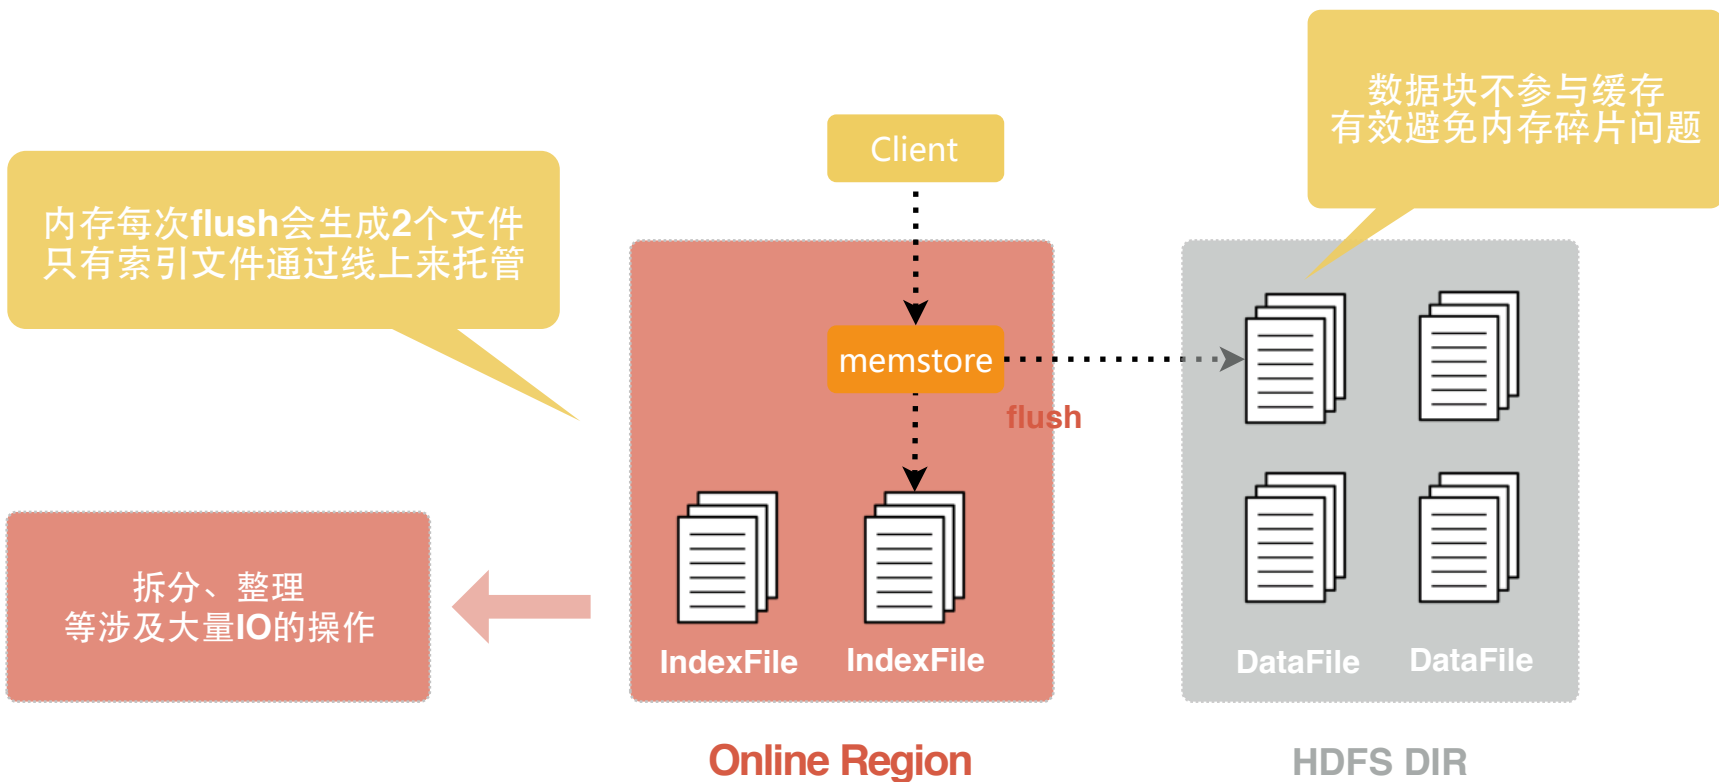 数据块不参与缓存
有效避免内存碎片问题
Client
内存每次flush会生成2个文件
只有索引文件通过线上来托管
memstore
flush
拆分、整理
等涉及大量IO的操作
IndexFile
IndexFile
DataFile
DataFile
Online Region
HDFS DIR